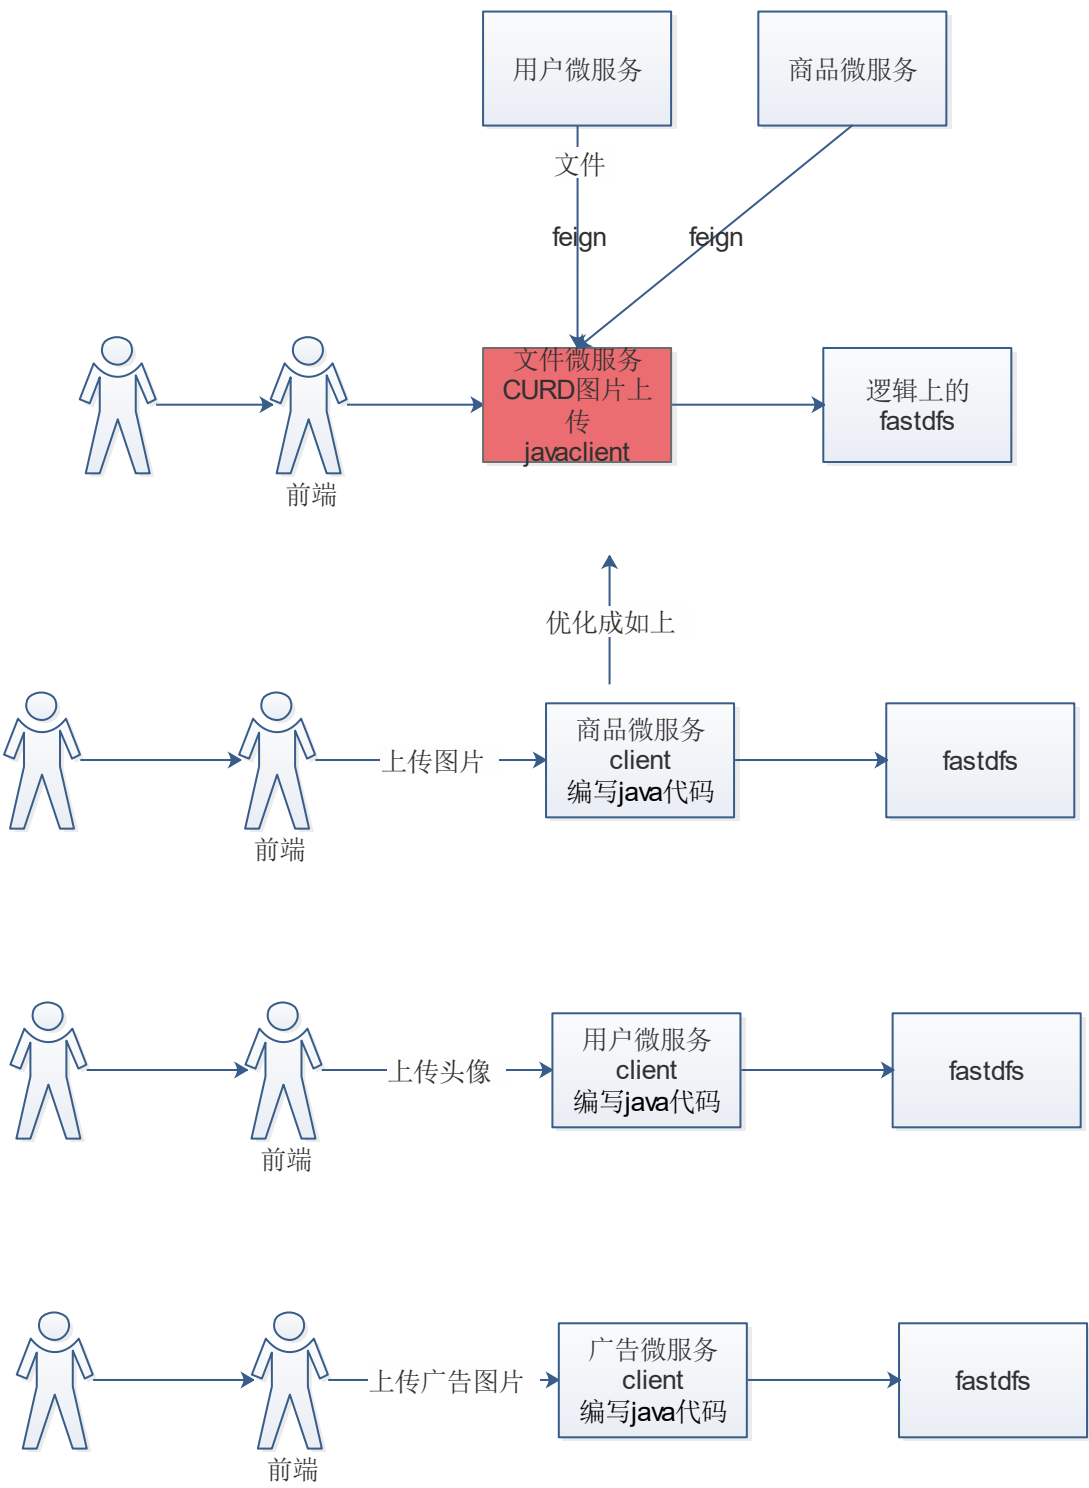 用户微服务
商品微服务
文件
feign
feign
文件微服务
CURD图片上
传
javaclient
逻辑上的
fastdfs
前端
优化成如上
上传图片
商品微服务
client
编写java代码
fastdfs
前端
上传头像
用户微服务
client
编写java代码
fastdfs
前端
上传广告图片
广告微服务
client
编写java代码
fastdfs
前端